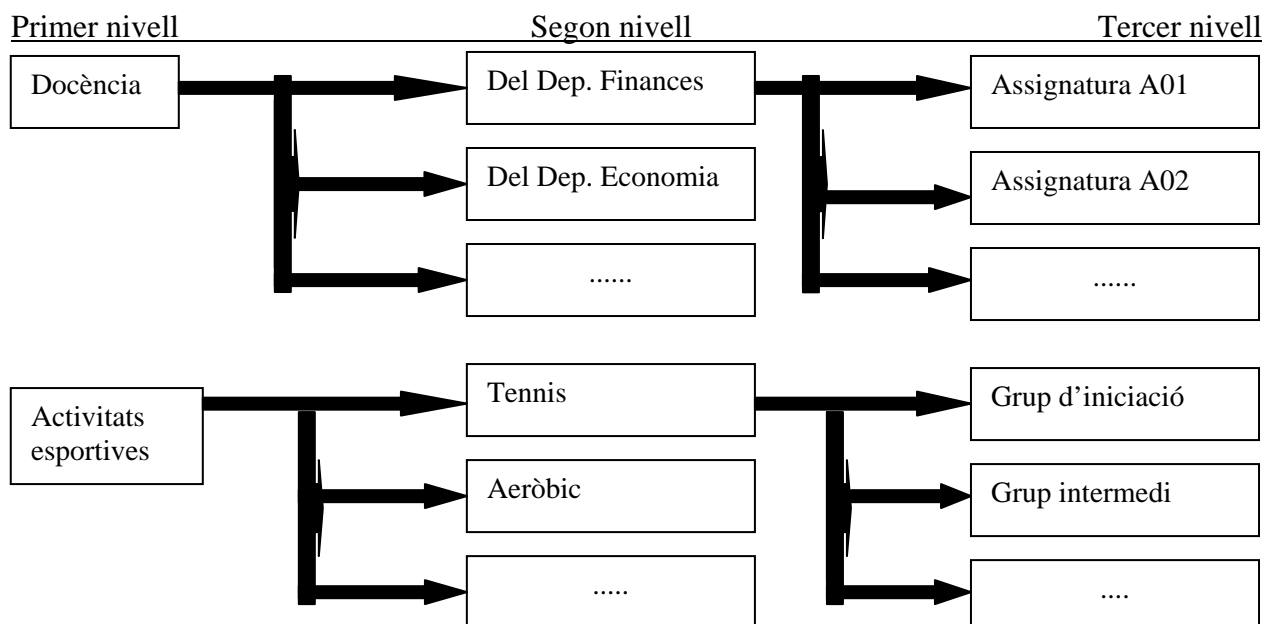 Primer nivell Segon nivell Tercer nivell
Docència Del Dep. Finances Assignatura A01
Del Dep. Economia Assignatura A02
...... ......
Activitats
esportives
Tennis Grup d'iniciació
Aeròbic Grup intermedi
..... ....